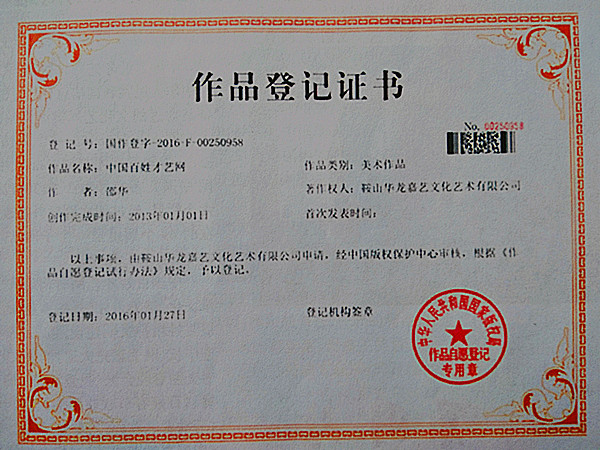 作品登记证书
No. 00250958
登 记 号：国作登字-2016-F-00250958
作品名称：中国百姓才艺网
作品类别：美术作品
作 者：邵华
著作权人：鞍山华龙嘉艺文化艺术有限公司
创作完成时间：2013年01月01日
首次发表时间：
以上事项，由鞍山华龙嘉艺文化艺术有限公司申请，经中国版权保护中心审核，根据《作
品自愿登记试行办法》规定，予以登记。
登记日期：2016年01月27日
登记机构签章
中华人民共和国国家版权局
作品自愿登记
专用章